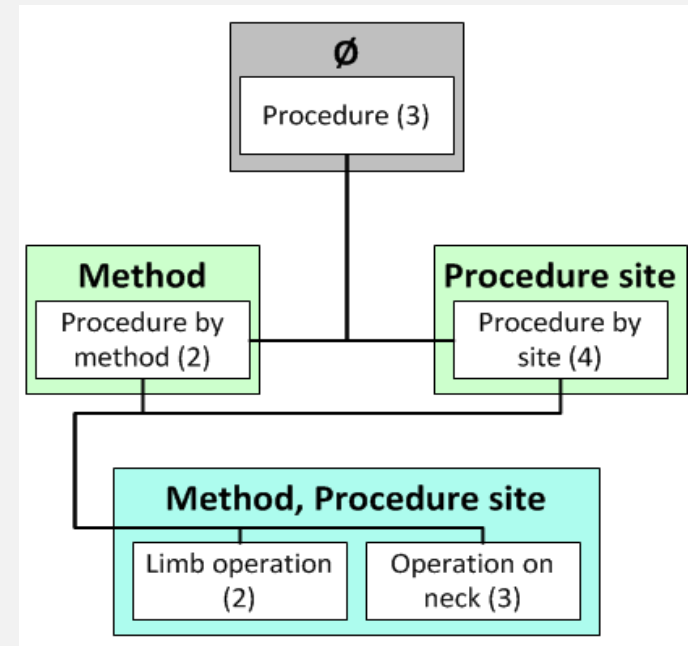 Ø
Procedure (3)
Method
Procedure by
method (2)
Procedure site
Procedure by
site (4)
Method, Procedure site
Limb operation
(2)
Operation on
neck (3)